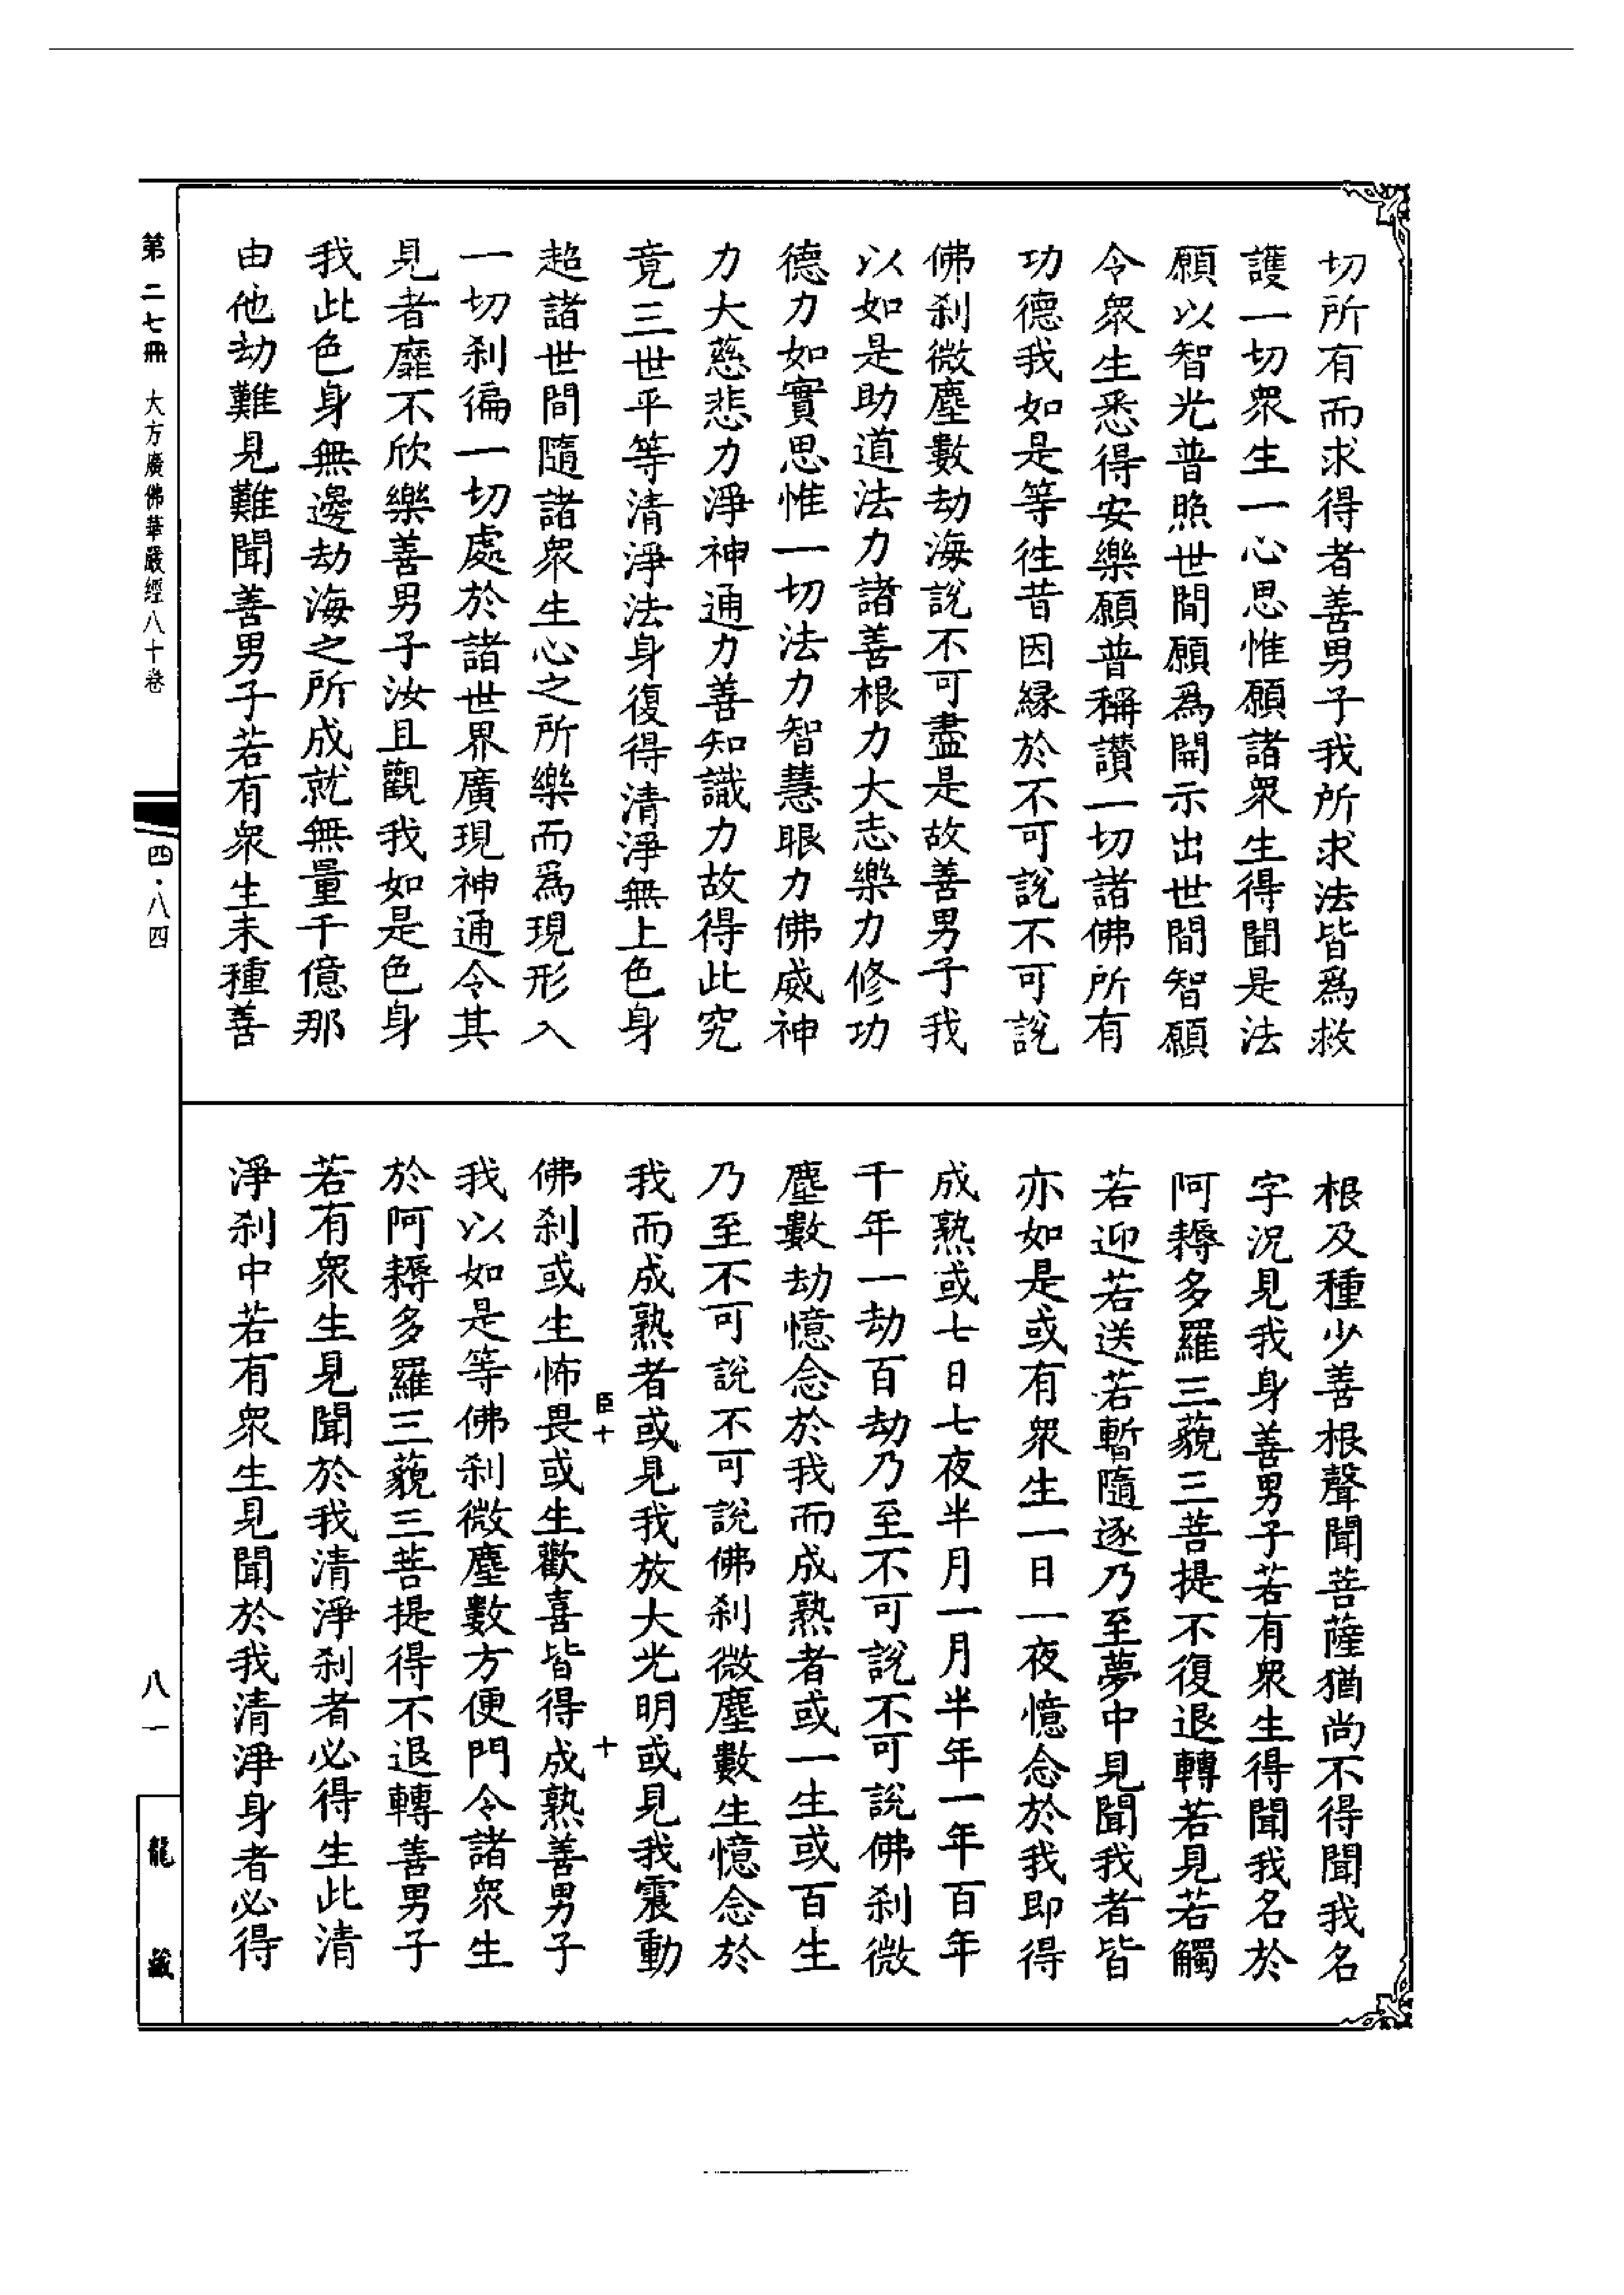 切所有而求得者善男子我所求法皆爲救
護一切衆生一心思惟願諸衆生得聞是法
願以智光普照世間願爲開示出世間智願
令衆生悉得安樂願普稱讚一切諸佛所有
功德我如是等往昔因緣於不可說不可說
佛刹微塵數劫海說不可盡是故善男子我
以如是助道法力諸善根力大志樂力修功
德力如實思惟一切法力智慧眼力佛威神
力大慈悲力淨神通力善知識力故得此究
竟三世平等清淨法身復得清淨無上色身
超諸世間隨諸衆生心之所樂而爲現形入
一切刹徧一切處於諸世界廣現神通令其
見者靡不欣樂善男子汝且觀我如是色身
我此色身無邊劫海之所成就無量千億那
由他劫難見難聞善男子若有衆生未種善
根及種少善根聲聞菩薩猶尚不得聞我名
字況見我身善男子若有衆生得聞我名於
阿耨多羅三藐三菩提不復退轉若見若觸
若迎若送若暫隨逐乃至夢中見聞我者皆
亦如是或有衆生一日一夜憶念於我即得
成熟或七日七夜半月一月半年一年百年
千年一劫百劫乃至不可說不可說佛刹微
塵數劫憶念於我而成熟者或一生或百生
乃至不可說不可說佛刹微塵數生憶念於
我而成熟者或見我放大光明或見我震動
臣十 十
佛刹或生怖畏或生歡喜皆得成熟善男子
我以如是等佛刹微塵數方便門令諸衆生
於阿耨多羅三藐三菩提得不退轉善男子
若有衆生見聞於我清淨刹者必得生此清
淨刹中若有衆生見聞於我清淨身者必得
第二七冊 大方廣佛華嚴經八十卷 四·八四 八一 龍藏